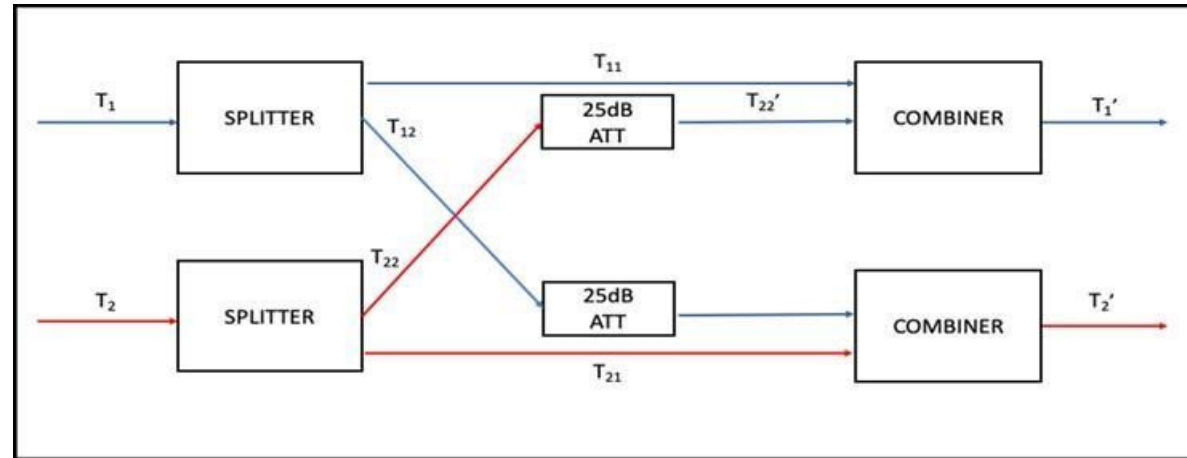 T₁₁
T₁
SPLITTER
T₁₂
25dB
ATT
T₂₂'
COMBINER
T₁'
T₂₂
T₂
SPLITTER
25dB
ATT
T₂₁
COMBINER
T₂'